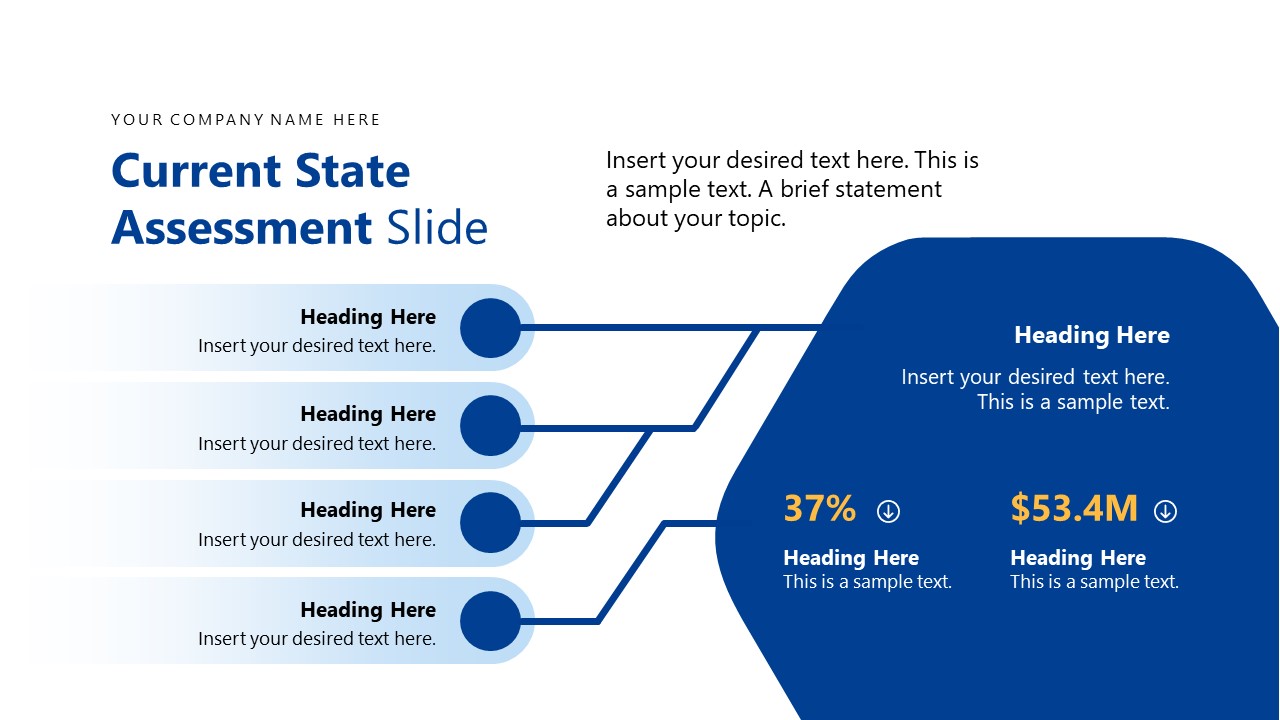 YOUR COMPANY NAME HERE
Current State
Assessment Slide
Insert your desired text here. This is
a sample text. A brief statement
about your topic.
Heading Here
Insert your desired text here.
Heading Here
Insert your desired text here.
Heading Here
Insert your desired text here.
Heading Here
Insert your desired text here.
Heading Here
Insert your desired text here.
This is a sample text.
37%
Heading Here
This is a sample text.
$53.4M
Heading Here
This is a sample text.